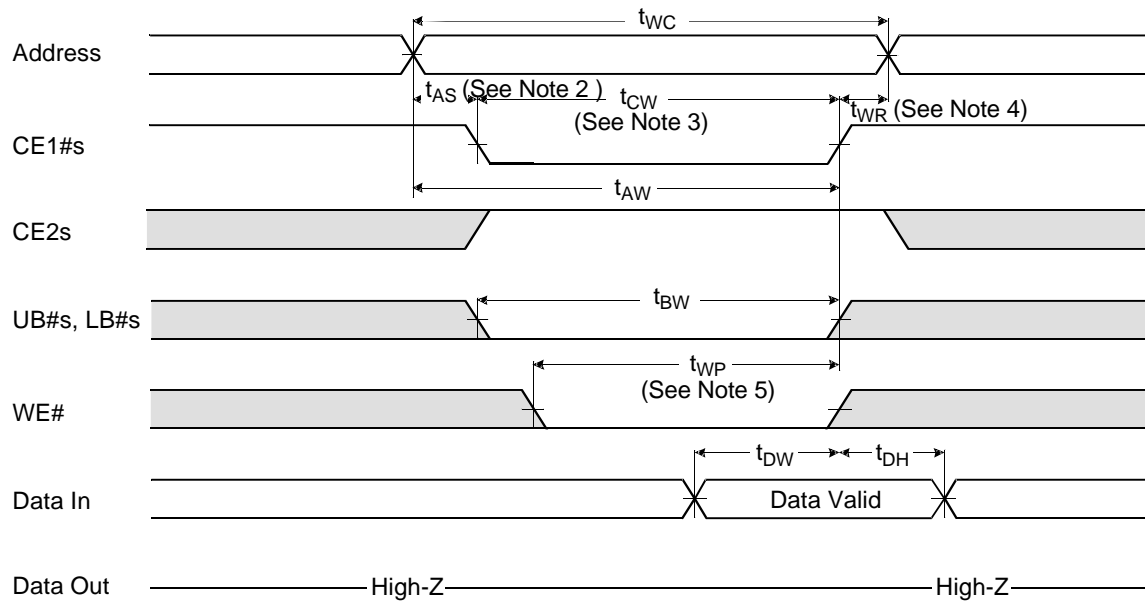 tWC
Address
tAS (See Note 2 )
tCW
(See Note 3)
tWR (See Note 4)
CE1#s
tAW
CE2s
tBW
UB#s, LB#s
tWP
(See Note 5)
WE#
tDW
tDH
Data In
Data Valid
Data Out
High-Z
High-Z